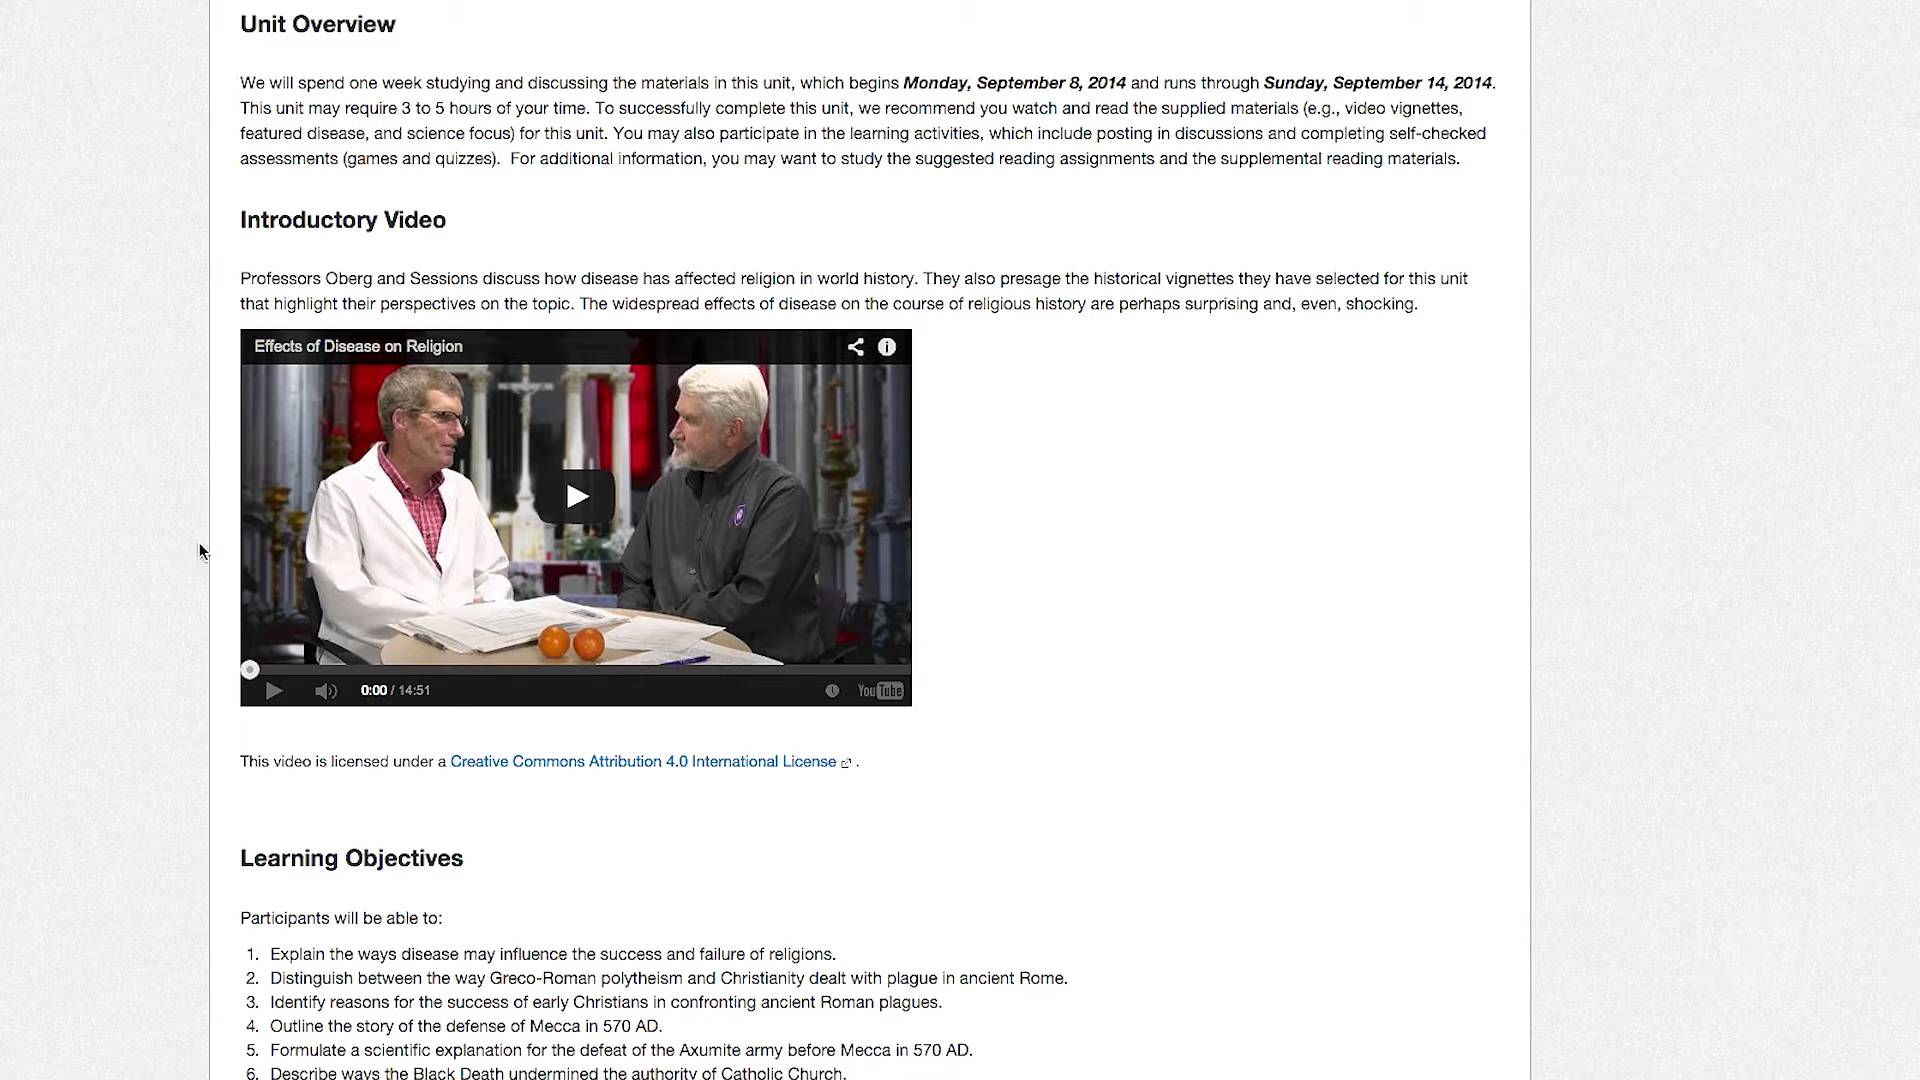 Unit Overview
We will spend one week studying and discussing the materials in this unit, which begins Monday, September 8, 2014 and runs through Sunday, September 14, 2014.
This unit may require 3 to 5 hours of your time. To successfully complete this unit, we recommend you watch and read the supplied materials (e.g., video vignettes,
featured disease, and science focus) for this unit. You may also participate in the learning activities, which include posting in discussions and completing self-checked
assessments (games and quizzes).  For additional information, you may want to study the suggested reading assignments and the supplemental reading materials.
Introductory Video
Professors Oberg and Sessions discuss how disease has affected religion in world history. They also presage the historical vignettes they have selected for this unit
that highlight their perspectives on the topic. The widespread effects of disease on the course of religious history are perhaps surprising and, even, shocking.
Effects of Disease on Religion
0:00 / 14:51
YouTube
This video is licensed under a Creative Commons Attribution 4.0 International License .
Learning Objectives
Participants will be able to:
1. Explain the ways disease may influence the success and failure of religions.
2. Distinguish between the way Greco-Roman polytheism and Christianity dealt with plague in ancient Rome.
3. Identify reasons for the success of early Christians in confronting ancient Roman plagues.
4. Outline the story of the defense of Mecca in 570 AD.
5. Formulate a scientific explanation for the defeat of the Axumite army before Mecca in 570 AD.
6. Describe ways the Black Death undermined the authority of Catholic Church.